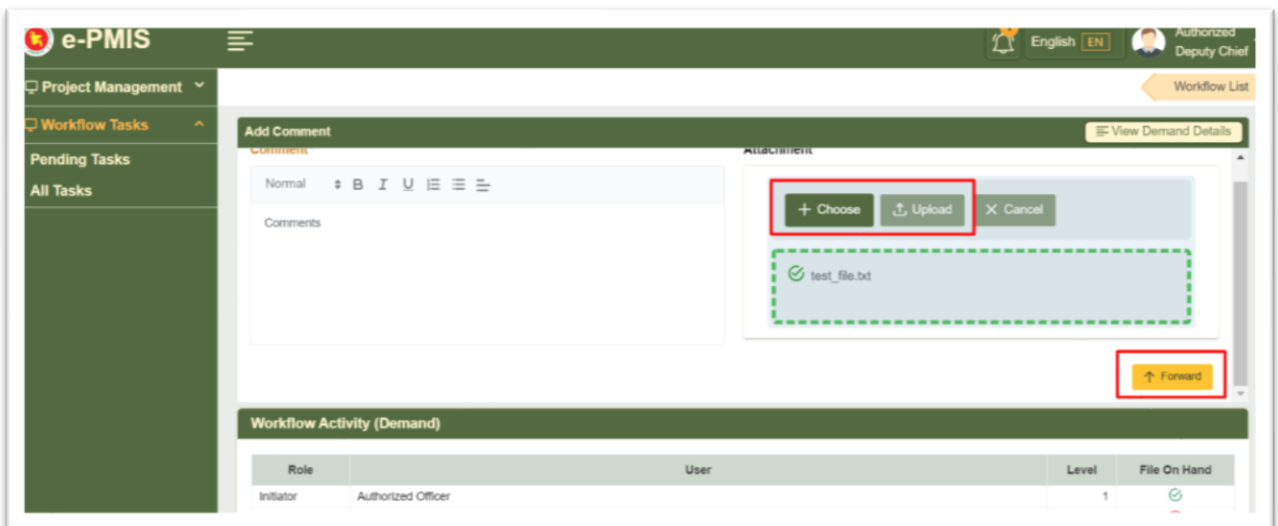 e-PMIS
English EN
Authorized
Deputy Chief
Project Management
Workflow List
Workflow Tasks
Pending Tasks
All Tasks
Add Comment
View Demand Details
Comment
Attachment
Normal B I U
Comments
+ Choose
Upload
X Cancel
test_file.txt
Forward
Workflow Activity (Demand)
Role User Level File On Hand
Initiator Authorized Officer 1